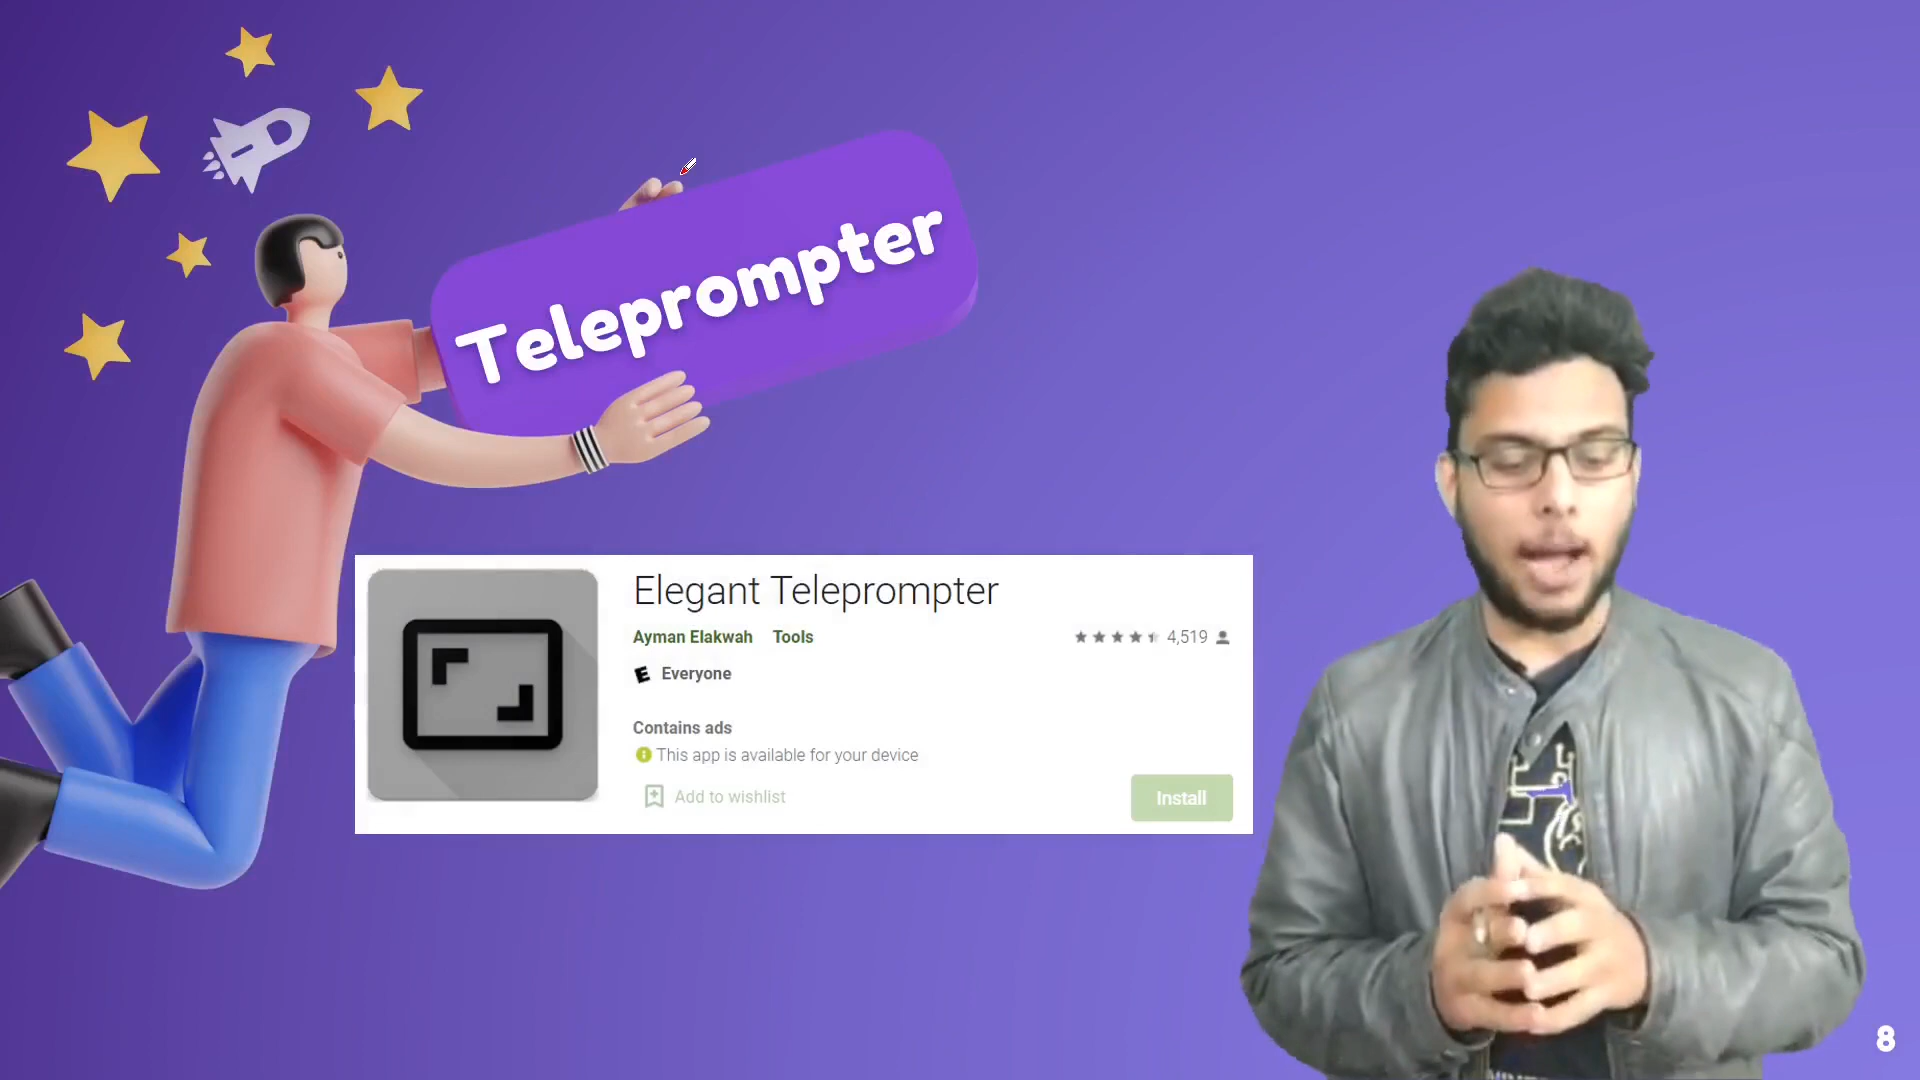 Teleprompter
Elegant Teleprompter
Ayman Elakwah Tools
4,519
E Everyone
Contains ads
This app is available for your device
Add to wishlist
Install
8